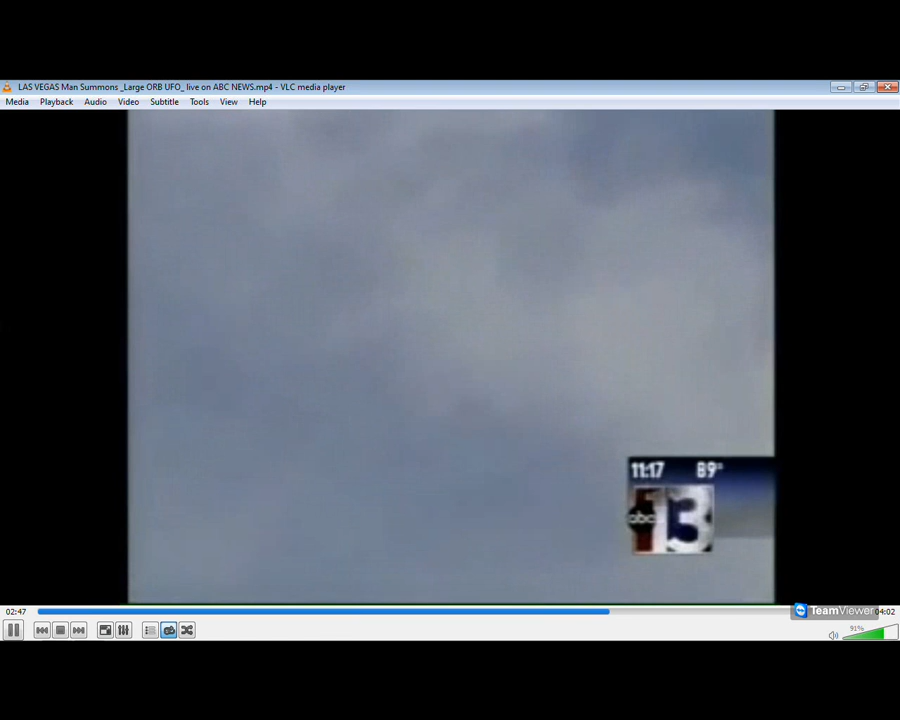 LAS VEGAS Man Summons _Large ORB UFO_ live on ABC NEWS.mp4 - VLC media player
Media Playback Audio Video Subtitle Tools View Help
11:17 89°
abc 13
02:47
TeamViewer
04:02
91%